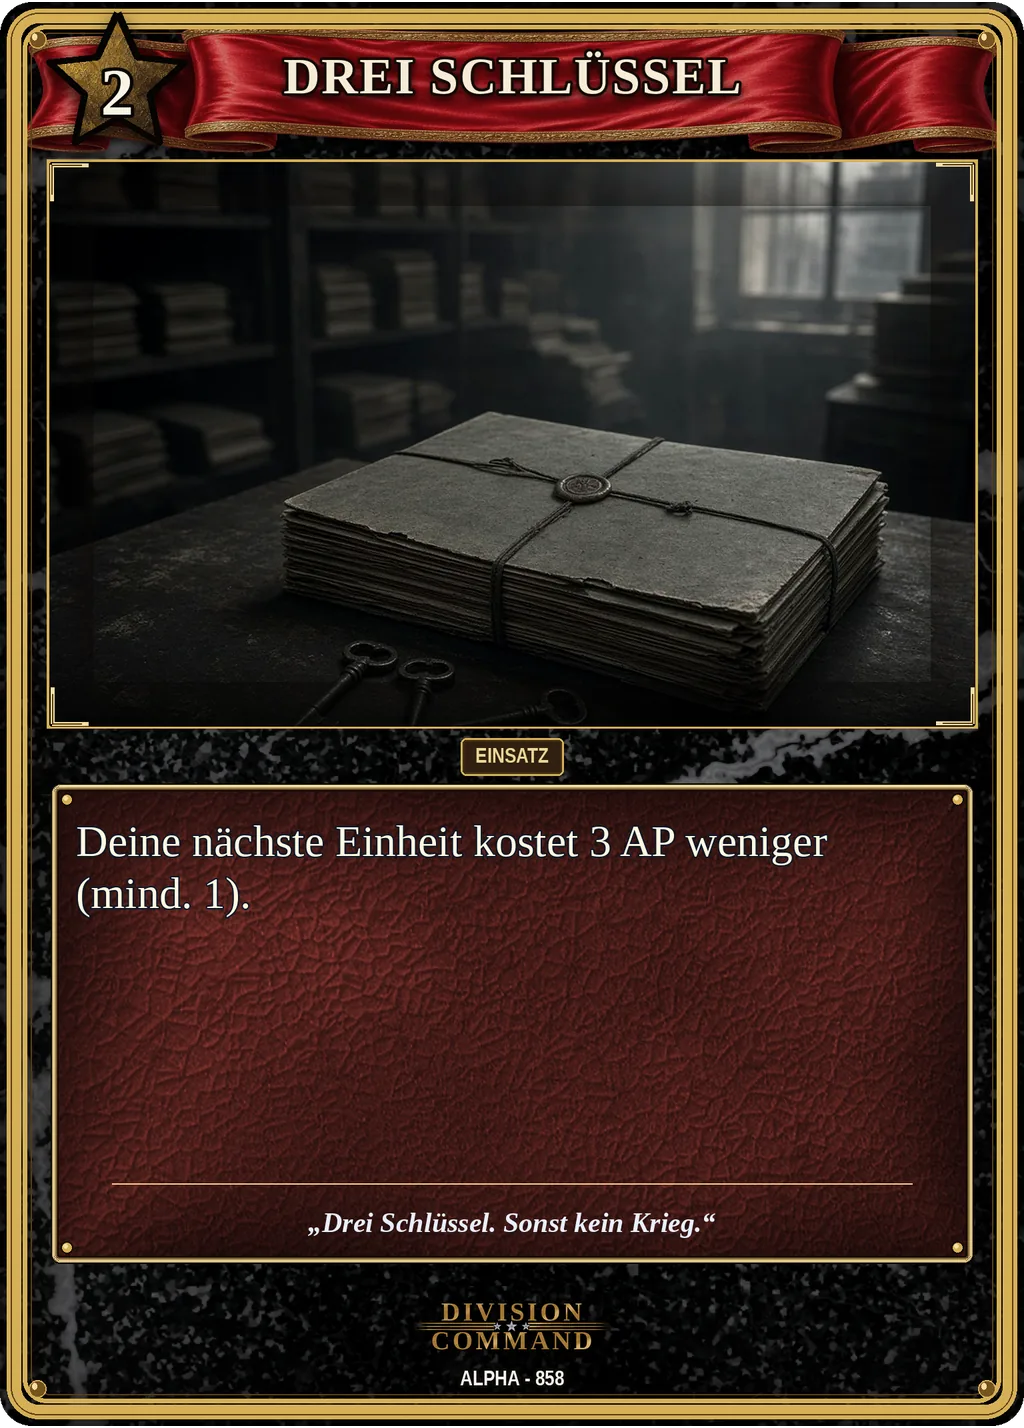 2
DREI SCHLÜSSEL
EINSATZ
Deine nächste Einheit kostet 3 AP weniger
(mind. 1).
„Drei Schlüssel. Sonst kein Krieg.“
DIVISION
COMMAND
ALPHA - 858